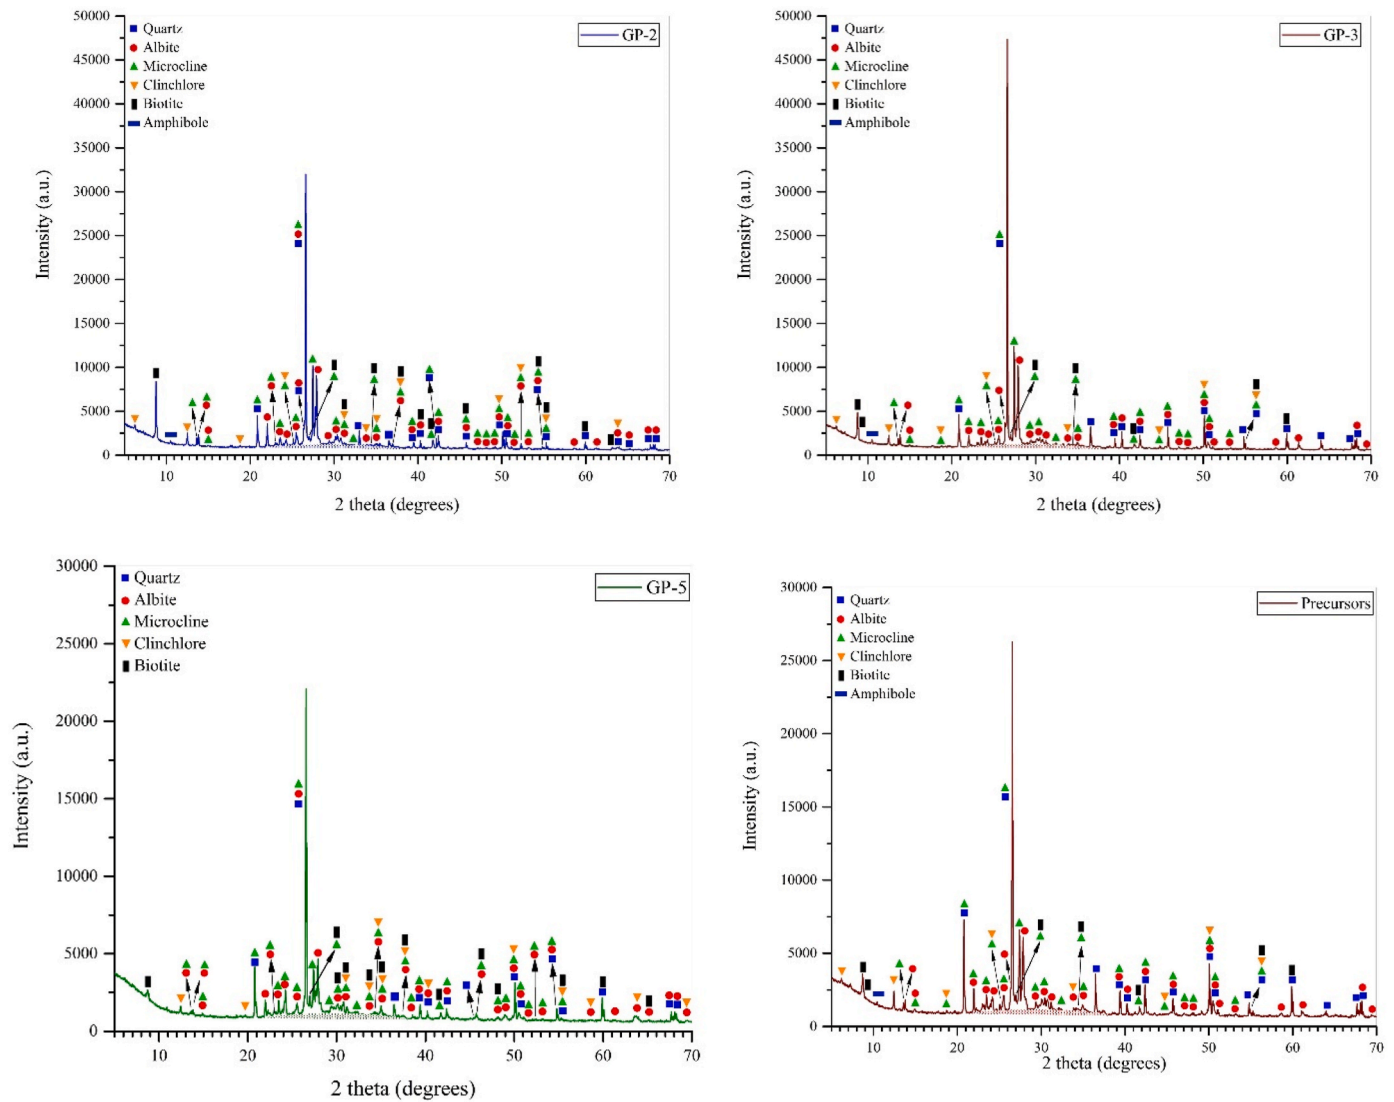 50000
45000
40000
35000
30000
25000
20000
15000
10000
5000
0
Intensity (a.u.)
Quartz
Albite
Microcline
Clinchlore
Biotite
Amphibole
GP-2
10 20 30 40 50 60 70
2 theta (degrees)
50000
45000
40000
35000
30000
25000
20000
15000
10000
5000
0
Intensity (a.u.)
Quartz
Albite
Microcline
Clinchlore
Biotite
Amphibole
GP-3
10 20 30 40 50 60 70
2 theta (degrees)
30000
25000
20000
15000
10000
5000
0
Intensity (a.u.)
Quartz
Albite
Microcline
Clinchlore
Biotite
GP-5
10 20 30 40 50 60 70
2 theta (degrees)
30000
25000
20000
15000
10000
5000
0
Intensity (a.u.)
Quartz
Albite
Microcline
Clinchlore
Biotite
Amphibole
Precursors
10 20 30 40 50 60 70
2 theta (degrees)